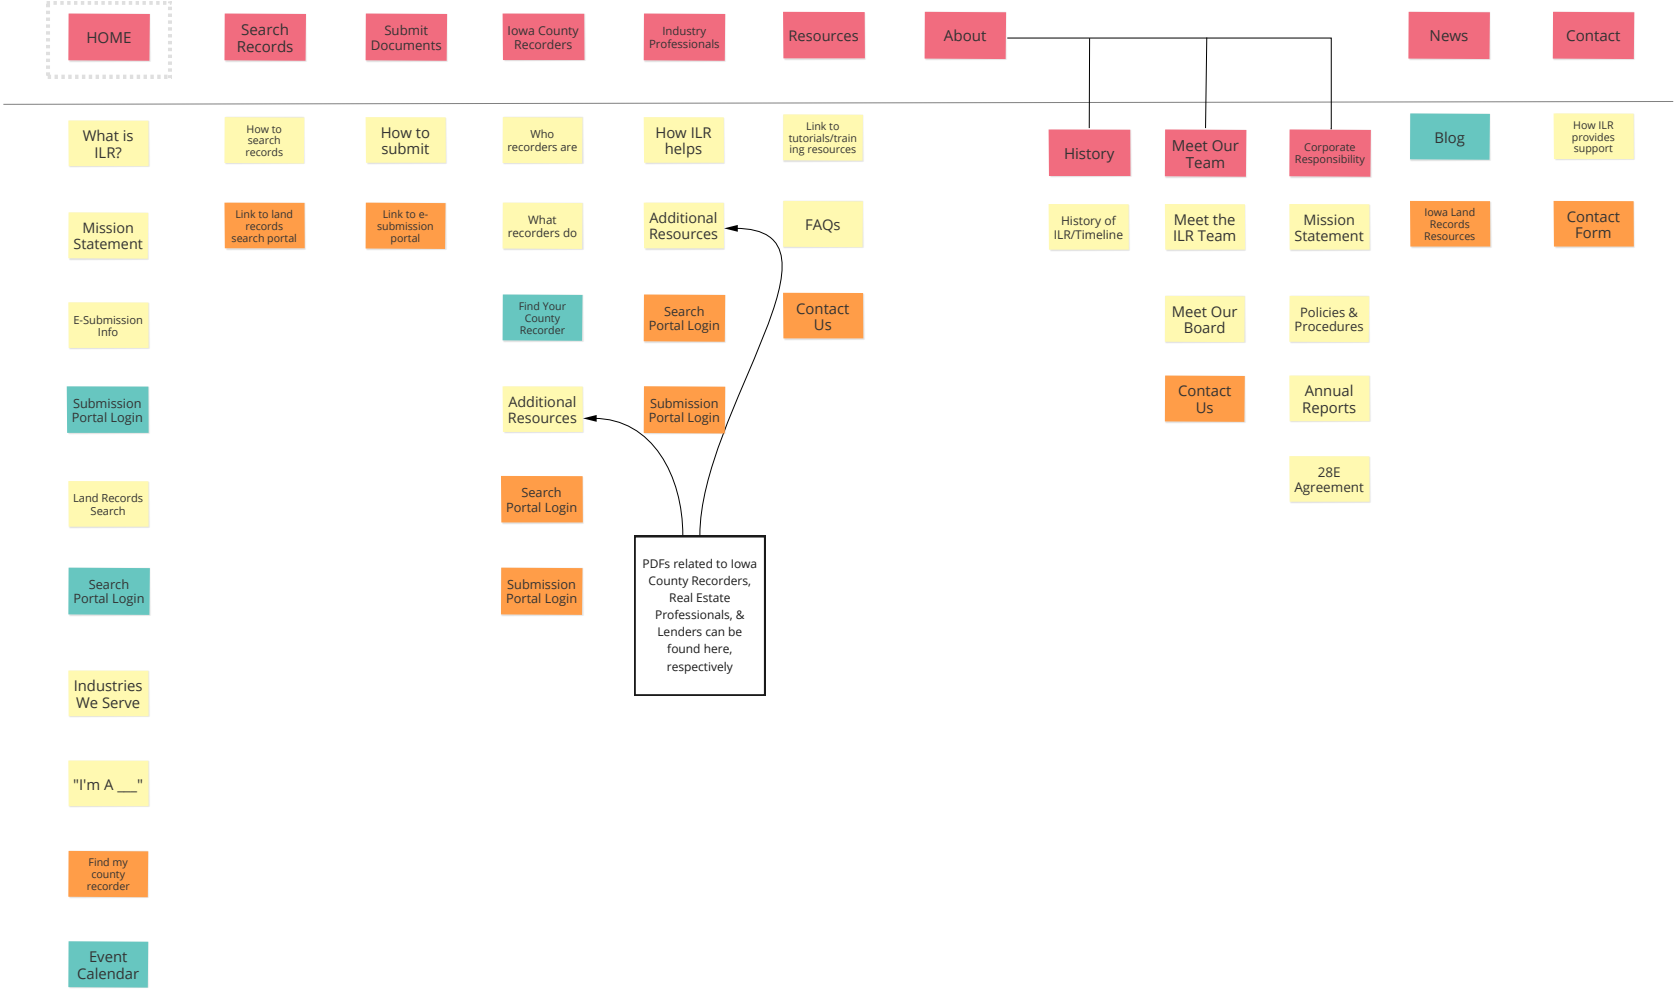 HOME
Search
Records
Submit
Documents
Iowa County
Recorders
Industry
Professionals
Resources
About
News
Contact
What is
ILR?
Mission
Statement
E-Submission
Info
Submission
Portal Login
Land Records
Search
Search
Portal Login
Industries
We Serve
"I'm A ___"
Find my
county
recorder
Event
Calendar
How to
search
records
Link to land
records
search portal
How to
submit
Link to e-
submission
portal
Who
recorders are
What
recorders do
Find Your
County
Recorder
Additional
Resources
Search
Portal Login
Submission
Portal Login
How ILR
helps
Additional
Resources
Search
Portal Login
Submission
Portal Login
PDFs related to Iowa
County Recorders,
Real Estate
Professionals, &
Lenders can be
found here,
respectively
Link to
tutorials/train
ing resources
FAQs
Contact
Us
History
History of
ILR/Timeline
Meet Our
Team
Meet the
ILR Team
Meet Our
Board
Contact
Us
Corporate
Responsibility
Mission
Statement
Policies &
Procedures
Annual
Reports
28E
Agreement
Blog
Iowa Land
Records
Resources
How ILR
provides
support
Contact
Form